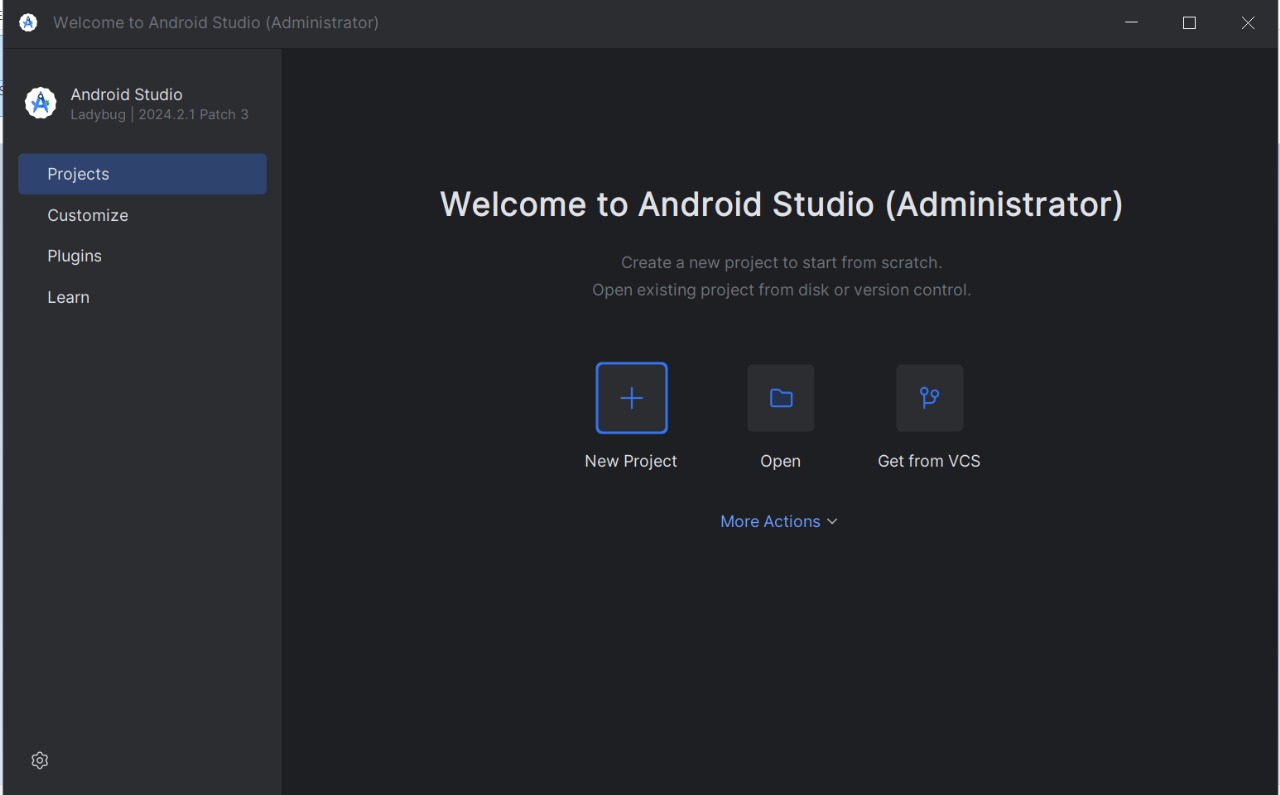 Welcome to Android Studio (Administrator)
Android Studio
Ladybug | 2024.2.1 Patch 3
Projects
Customize
Plugins
Learn
Welcome to Android Studio (Administrator)
Create a new project to start from scratch.
Open existing project from disk or version control.
New Project
Open
Get from VCS
More Actions